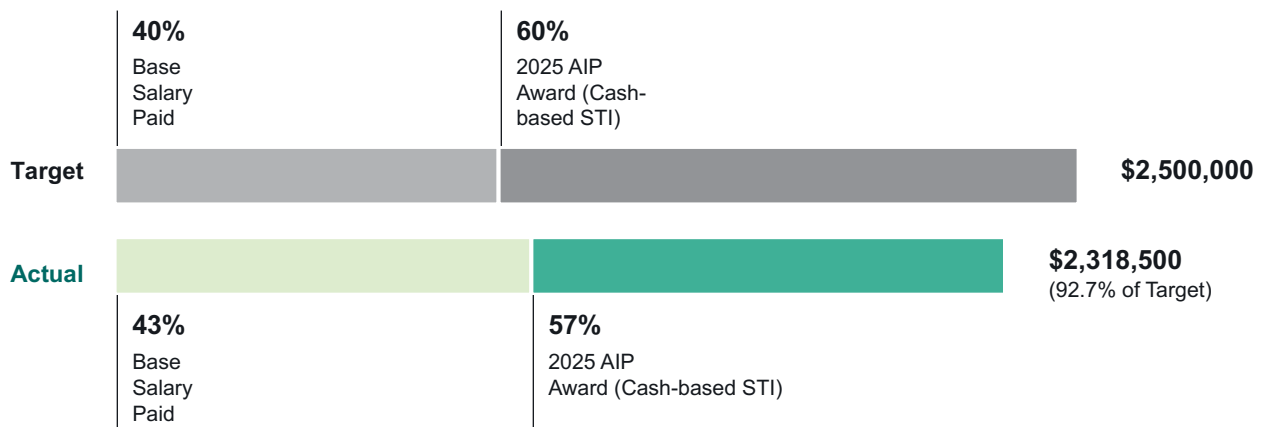 40%
Base
Salary
Paid
60%
2025 AIP
Award (Cash-
based STI)
Target
$2,500,000
Actual
$2,318,500
(92.7% of Target)
43%
Base
Salary
Paid
57%
2025 AIP
Award (Cash-based STI)